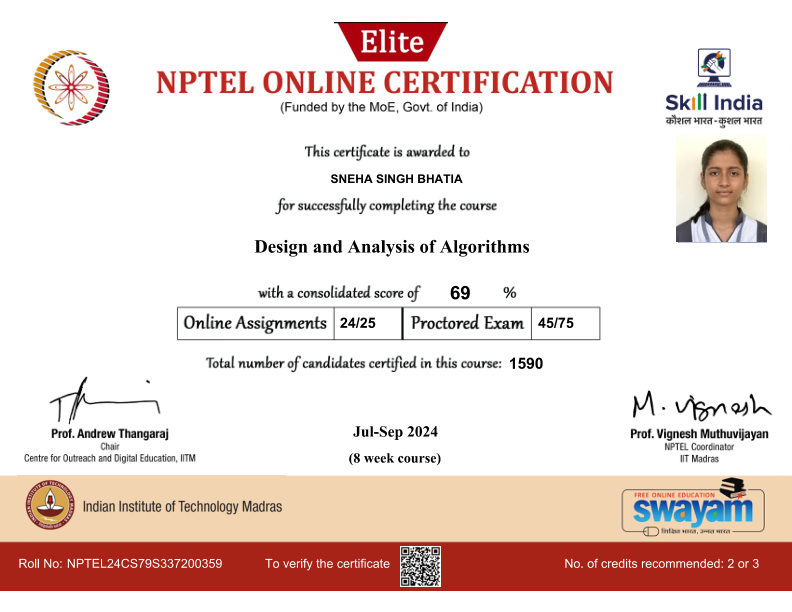 Elite
NPTEL ONLINE CERTIFICATION
(Funded by the MoE, Govt. of India)
Skill India
कौशल भारत - कुशल भारत
This certificate is awarded to
SNEHA SINGH BHATIA
for successfully completing the course
Design and Analysis of Algorithms
with a consolidated score of 69 %
Online Assignments 24/25 Proctored Exam 45/75
Total number of candidates certified in this course: 1590
M. Vignesh
Prof. Andrew Thangaraj
Chair
Centre for Outreach and Digital Education, IITM
Jul-Sep 2024
(8 week course)
Prof. Vignesh Muthuvijayan
NPTEL Coordinator
IIT Madras
Indian Institute of Technology Madras
FREE ONLINE EDUCATION
swayam
शिक्षित भारत, उन्नत भारत
Roll No: NPTEL24CS79S337200359
To verify the certificate
No. of credits recommended: 2 or 3